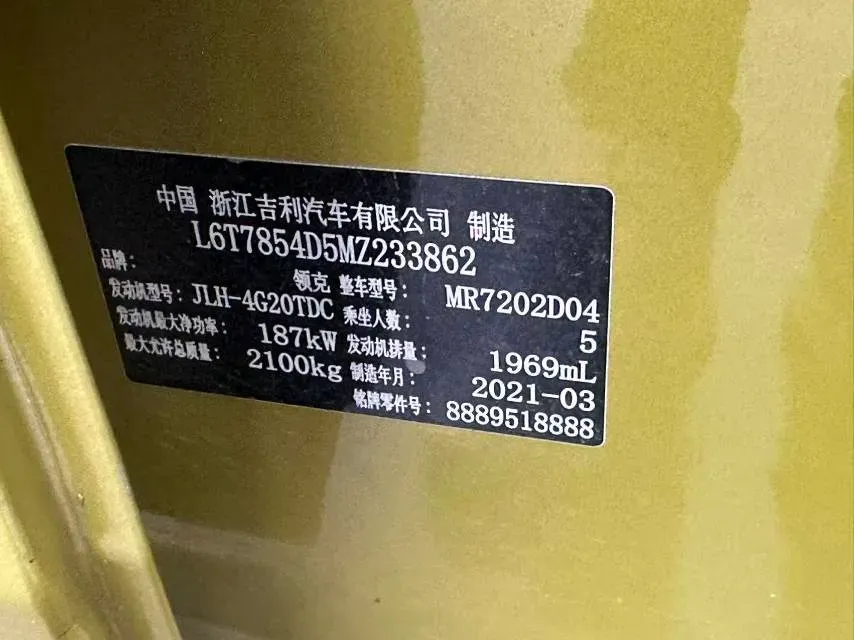 中国 浙江吉利汽车有限公司 制造
L6T7854D5MZ233862
品牌: 领克 整车型号: MR7202D04
发动机型号: JLH-4G20TDC 乘坐人数: 5
发动机最大净功率: 187kW 发动机排量: 1969mL
最大允许总质量: 2100kg 制造年月: 2021-03
铭牌零件号: 8889518888